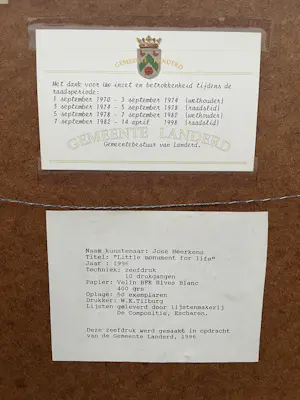 GEMEENTE LANDERD
Met dank voor uw inzet en betrokkenheid tijdens de
raadsperiode:
1 september 1970 - 3 september 1974 (wethouder)
3 september 1974 - 5 september 1978 (raadslid)
5 september 1978 - 7 september 1982 (wethouder)
7 september 1982 - 14 april 1998 (raadslid)
GEMEENTE LANDERD
Gemeentebestuur van Landerd.
Naam kunstenaar: José Heerkens
Titel: "Little monument for life"
Jaar : 1996
Techniek: zeefdruk
10 drukgangen
Papier: Velin BFK Rives Blanc
400 grs
Oplage: 50 exemplaren
Drukker: W.K.Tilburg
Lijsten geleverd door lijstenmakerij
De Compositie, Escharen.
Deze zeefdruk werd gemaakt in opdracht
van de Gemeente Landerd, 1996